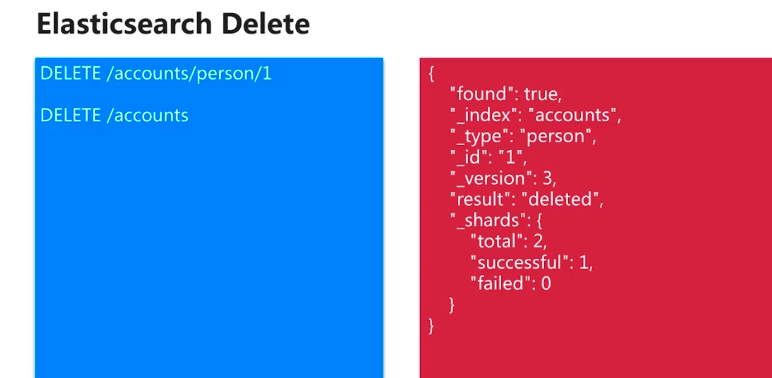 Elasticsearch Delete
DELETE /accounts/person/1
DELETE /accounts
{
"found": true,
"_index": "accounts",
"_type": "person",
"_id": "1",
"_version": 3,
"result": "deleted",
"_shards": {
"total": 2,
"successful": 1,
"failed": 0
}
}